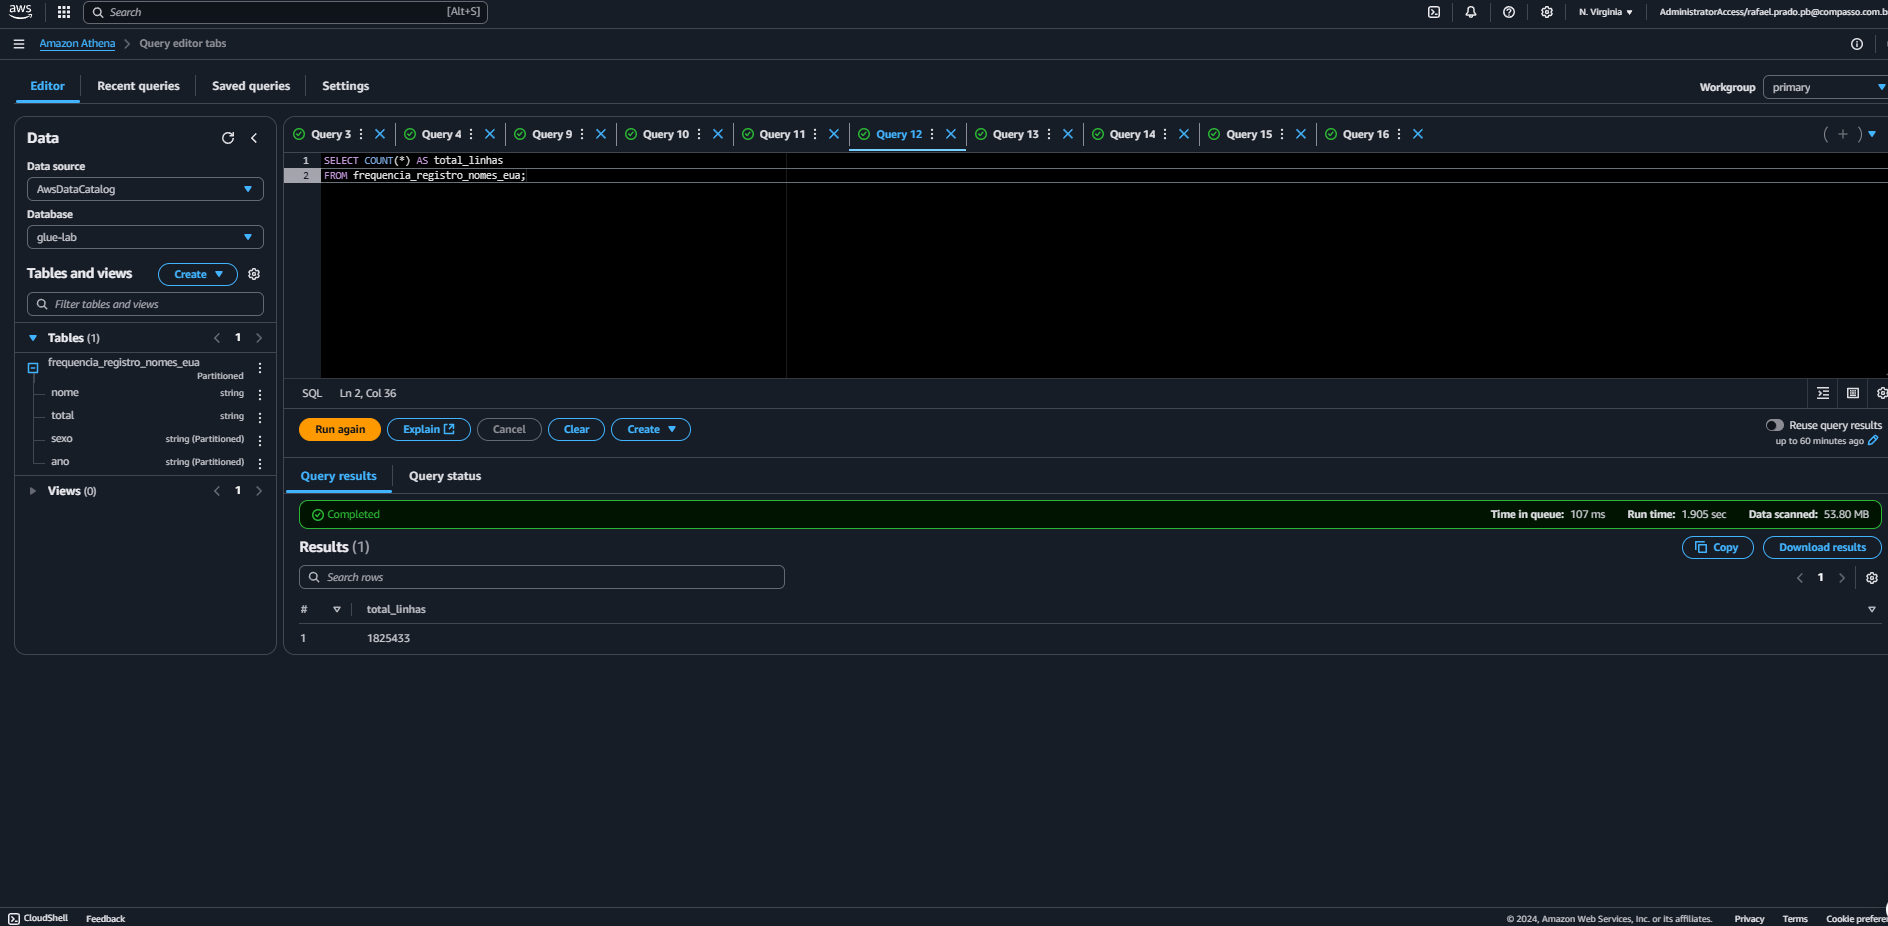 aws
Search [Alt+S]
N. Virginia
AdministratorAccess/rafael.prado.pb@compasso.com.b
Amazon Athena > Query editor tabs
Editor
Recent queries
Saved queries
Settings
Workgroup
primary
Data
Data source
AwsDataCatalog
Database
glue-lab
Tables and views
Create
Filter tables and views
Tables (1)
1
frequencia_registro_nomes_eua
Partitioned
nome string
total string
sexo string (Partitioned)
ano string (Partitioned)
Views (0)
1
Query 3
Query 4
Query 9
Query 10
Query 11
Query 12
Query 13
Query 14
Query 15
Query 16
1 SELECT COUNT(*) AS total_linhas
2 FROM frequencia_registro_nomes_eua;
SQL Ln 2, Col 36
Run again
Explain
Cancel
Clear
Create
Reuse query results
up to 60 minutes ago
Query results
Query status
Completed
Time in queue: 107 ms Run time: 1.905 sec Data scanned: 53.80 MB
Results (1)
Copy
Download results
Search rows
1
# total_linhas
1 1825433
CloudShell Feedback
© 2024, Amazon Web Services, Inc. or its affiliates. Privacy Terms Cookie prefere